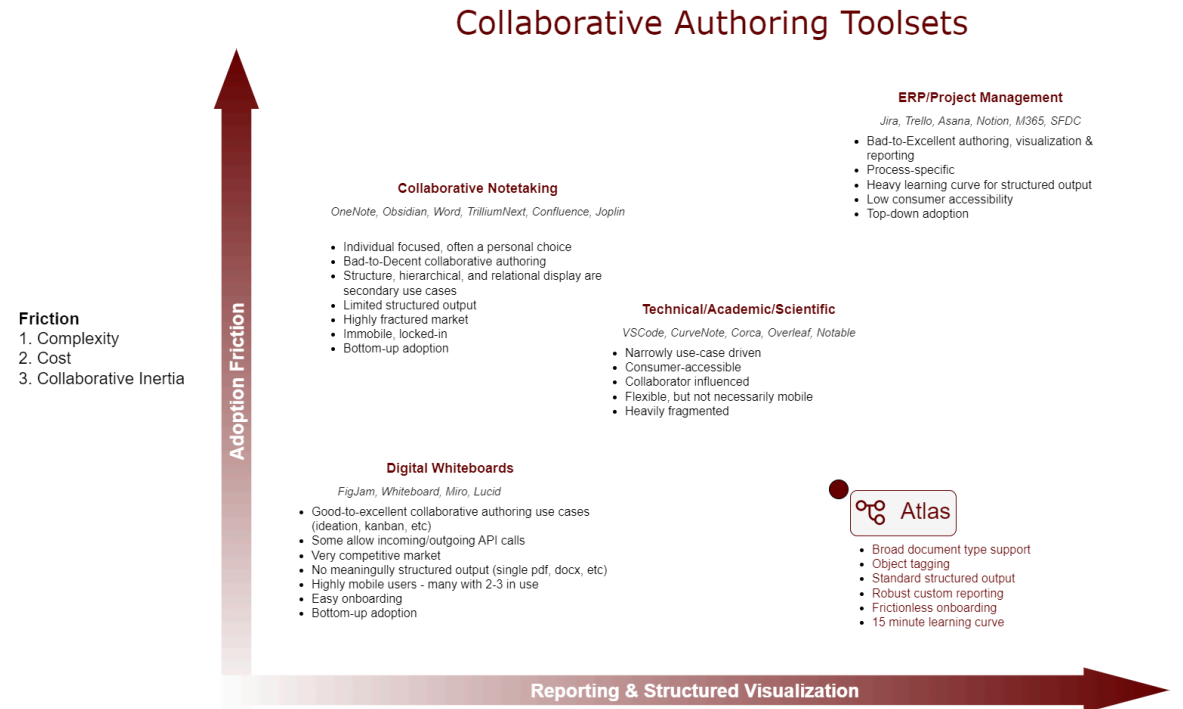 Collaborative Authoring Toolsets
ERP/Project Management
Jira, Trello, Asana, Notion, M365, SFDC
Bad-to-Excellent authoring, visualization &
reporting
Process-specific
Heavy learning curve for structured output
Low consumer accessibility
Top-down adoption
Collaborative Notetaking
OneNote, Obsidian, Word, TrilliumNext, Confluence, Joplin
Individual focused, often a personal choice
Bad-to-Decent collaborative authoring
Structure, hierarchical, and relational display are
secondary use cases
Limited structured output
Highly fractured market
Immobile, locked-in
Bottom-up adoption
Technical/Academic/Scientific
VSCode, CurveNote, Corca, Overleaf, Notable
Narrowly use-case driven
Consumer-accessible
Collaborator influenced
Flexible, but not necessarily mobile
Heavily fragmented
Friction
1. Complexity
2. Cost
3. Collaborative Inertia
Adoption Friction
Digital Whiteboards
FigJam, Whiteboard, Miro, Lucid
Good-to-excellent collaborative authoring use cases
(ideation, kanban, etc)
Some allow incoming/outgoing API calls
Very competitive market
No meaningully structured output (single pdf, docx, etc)
Highly mobile users - many with 2-3 in use
Easy onboarding
Bottom-up adoption
Atlas
Broad document type support
Object tagging
Standard structured output
Robust custom reporting
Frictionless onboarding
15 minute learning curve
Reporting & Structured Visualization